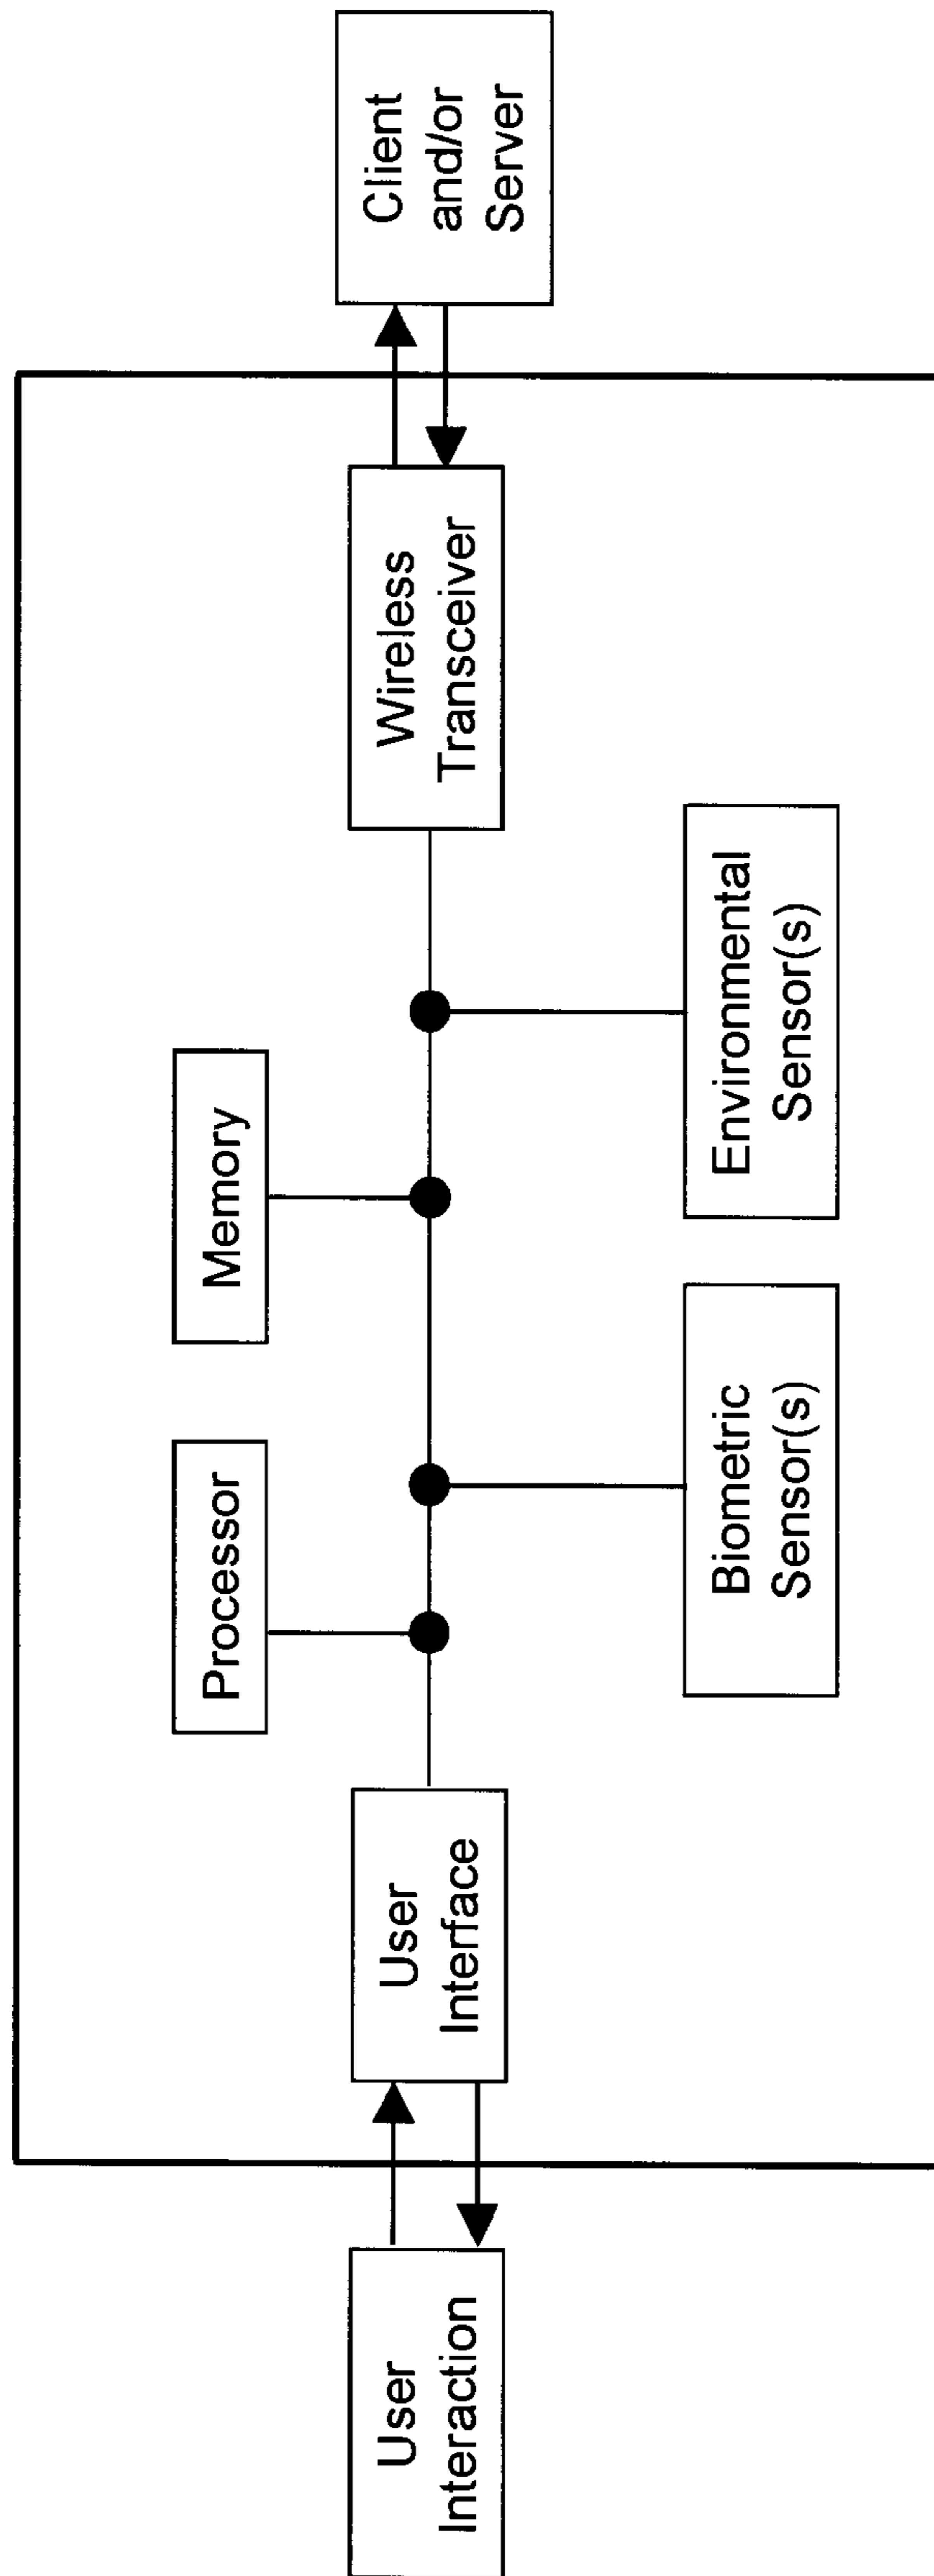 Processor
Memory
User
Interaction
User
Interface
Wireless
Transceiver
Client
and/or
Server
Biometric
Sensor(s)
Environmental
Sensor(s)